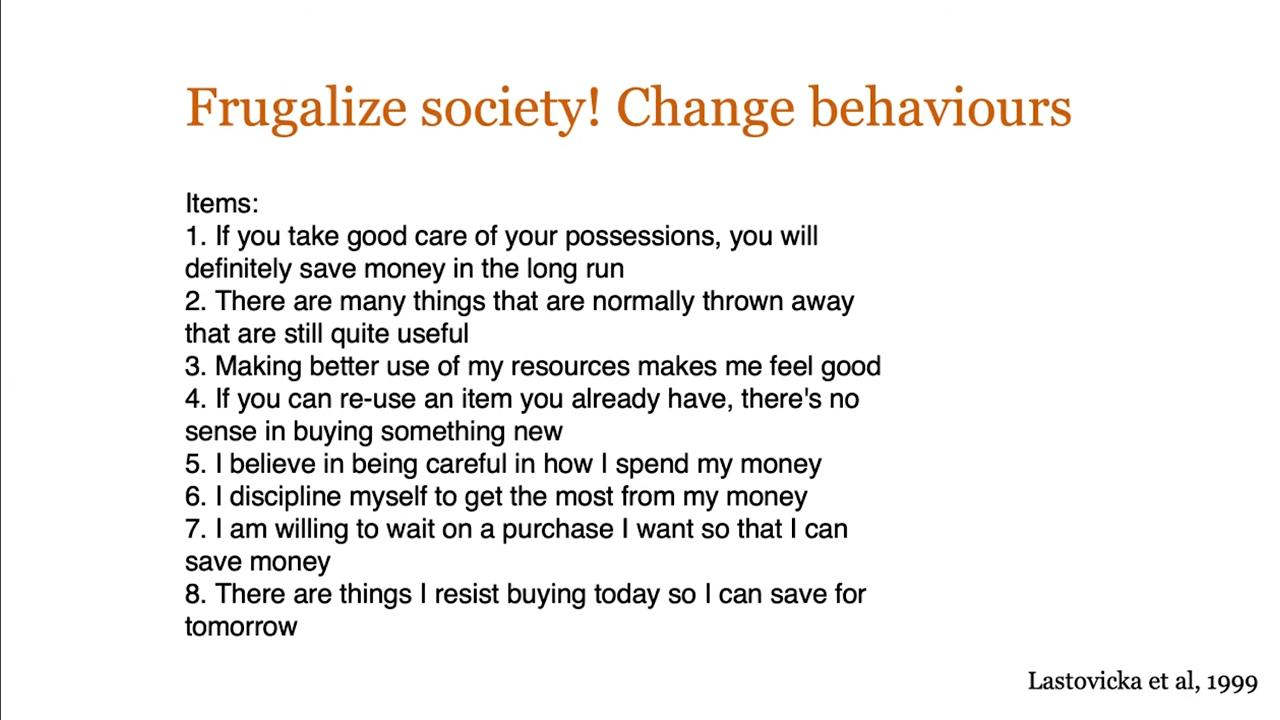 Frugalize society! Change behaviours
Items:
1. If you take good care of your possessions, you will
definitely save money in the long run
2. There are many things that are normally thrown away
that are still quite useful
3. Making better use of my resources makes me feel good
4. If you can re-use an item you already have, there's no
sense in buying something new
5. I believe in being careful in how I spend my money
6. I discipline myself to get the most from my money
7. I am willing to wait on a purchase I want so that I can
save money
8. There are things I resist buying today so I can save for
tomorrow
Lastovicka et al, 1999